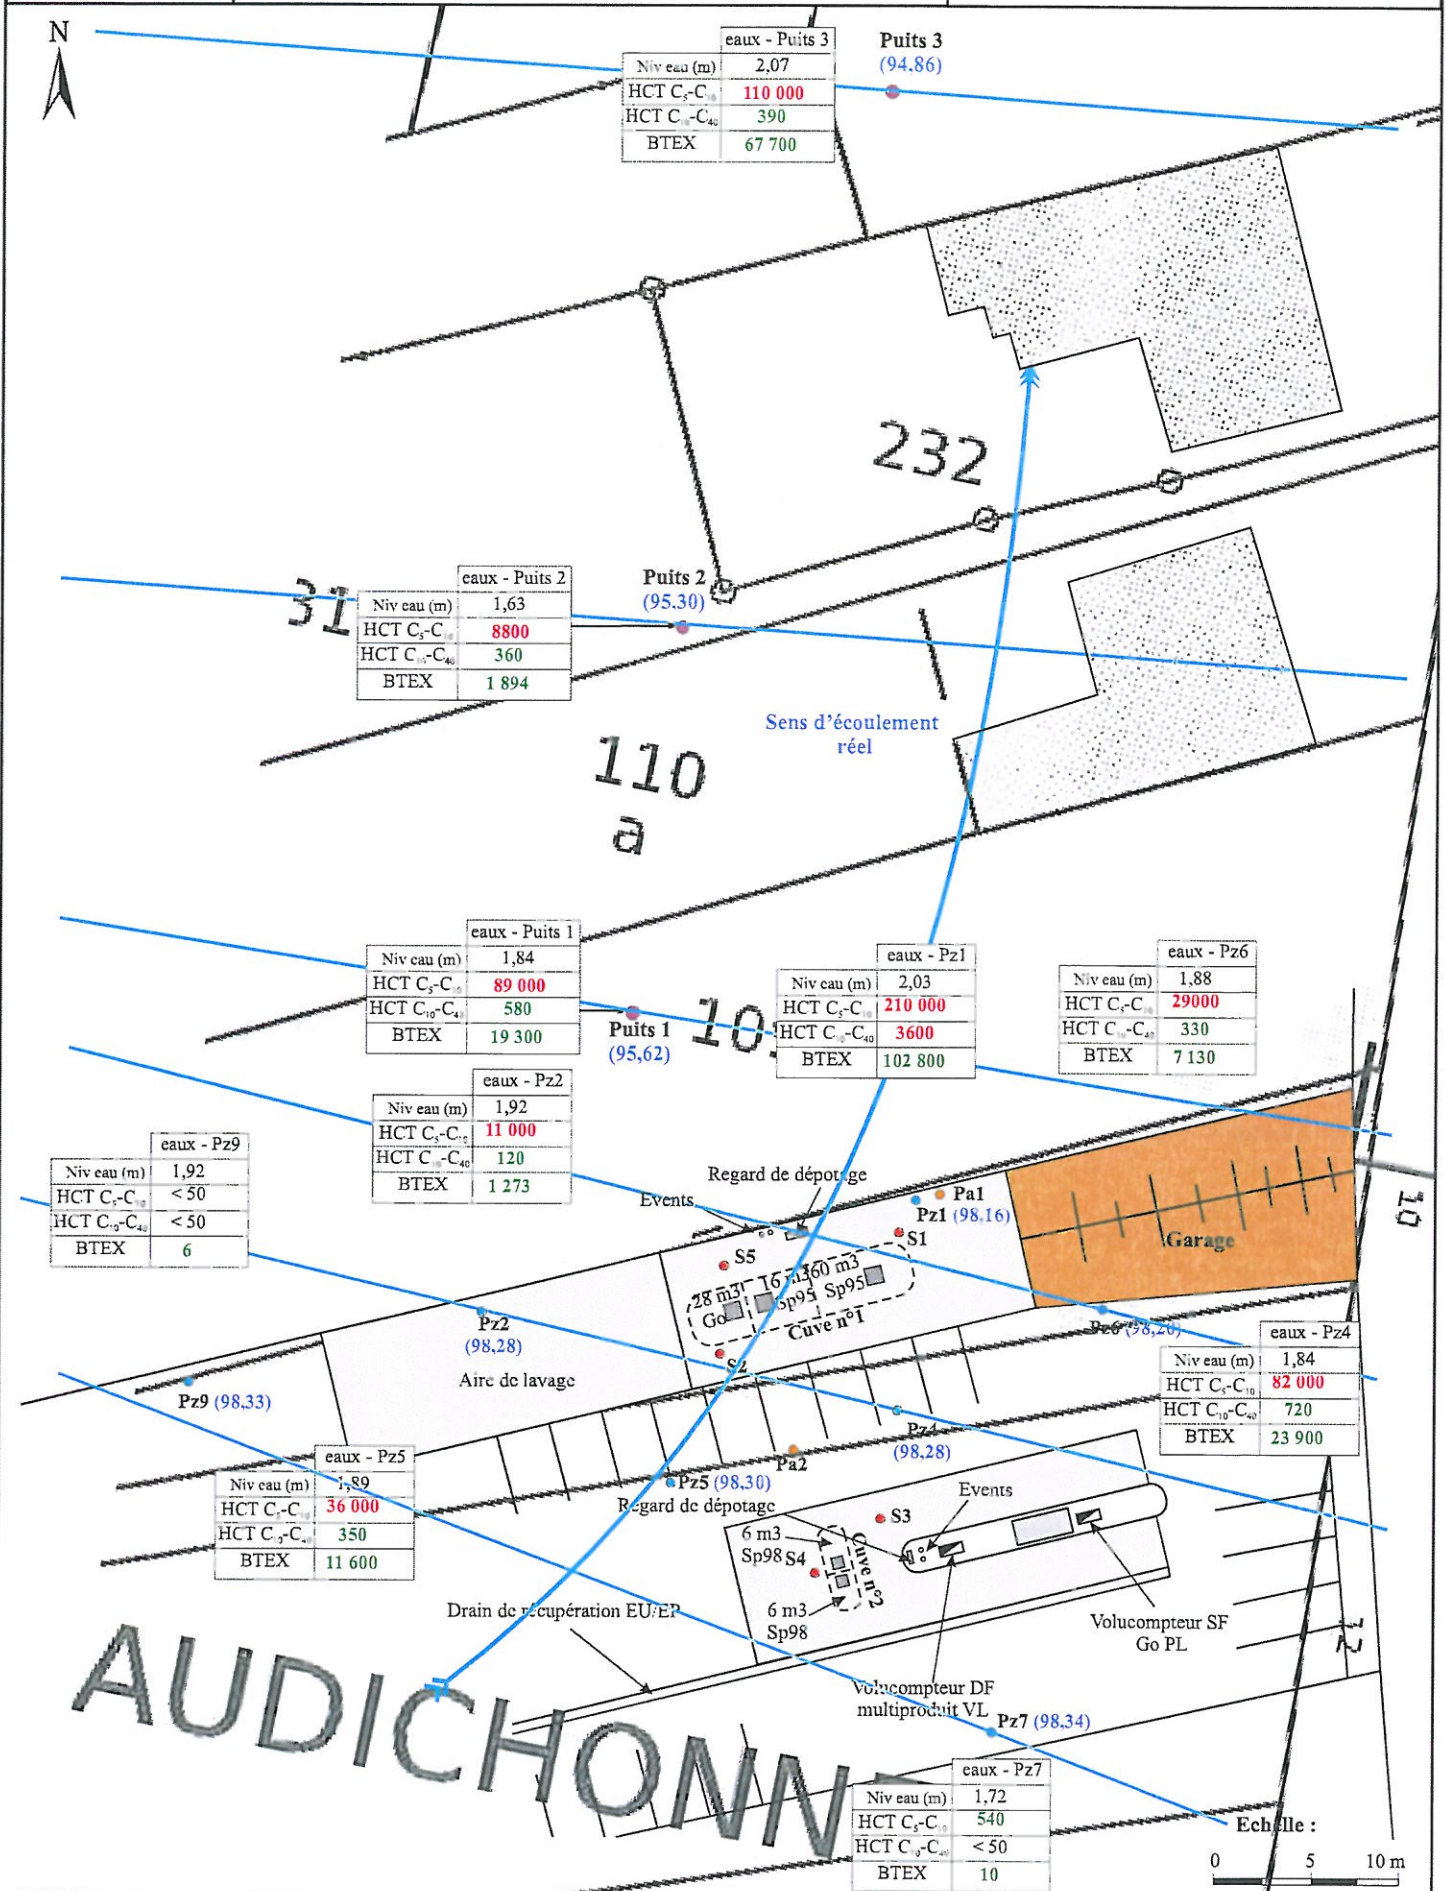 N
eaux - Puits 3
Niv eau (m) 2,07
HCT C5-C10 110 000
HCT C10-C40 390
BTEX 67 700
Puits 3
(94,86)
232
31
eaux - Puits 2
Niv eau (m) 1,63
HCT C5-C10 8800
HCT C10-C40 360
BTEX 1 894
Puits 2
(95,30)
Sens d'écoulement
réel
110
a
eaux - Puits 1
Niv eau (m) 1,84
HCT C5-C10 89 000
HCT C10-C40 580
BTEX 19 300
Puits 1
(95,62)
10
eaux - Pz1
Niv eau (m) 2,03
HCT C5-C10 210 000
HCT C10-C40 3600
BTEX 102 800
eaux - Pz6
Niv eau (m) 1,88
HCT C5-C10 29000
HCT C10-C40 330
BTEX 7 130
eaux - Pz2
Niv eau (m) 1,92
HCT C5-C10 11 000
HCT C10-C40 120
BTEX 1 273
eaux - Pz9
Niv eau (m) 1,92
HCT C5-C10 < 50
HCT C10-C40 < 50
BTEX 6
Regard de dépotage
Events
Pa1
Pz1 (98,16)
S1
S5
10
Garage
28 m3
Go
16 m3
Sp95
60 m3
Sp95
Cuve n°1
Pz2
(98,28)
S2
Pz6 (98,20)
Aire de lavage
Pz9 (98,33)
eaux - Pz4
Niv eau (m) 1,84
HCT C5-C10 82 000
HCT C10-C40 720
BTEX 23 900
Pz4
(98,28)
Pa2
eaux - Pz5
Niv eau (m) 1,89
HCT C5-C10 36 000
HCT C10-C40 350
BTEX 11 600
Pz5 (98,30)
Regard de dépotage
Events
S3
6 m3
Sp98
S4
Cuve n°2
6 m3
Sp98
Drain de récupération EU/EP
Volucompteur SF
Go PL
Volucompteur DF
multiproduit VL
Pz7 (98,34)
AUDICHONN
eaux - Pz7
Niv eau (m) 1,72
HCT C5-C10 540
HCT C10-C40 < 50
BTEX 10
Echelle :
0 5 10 m